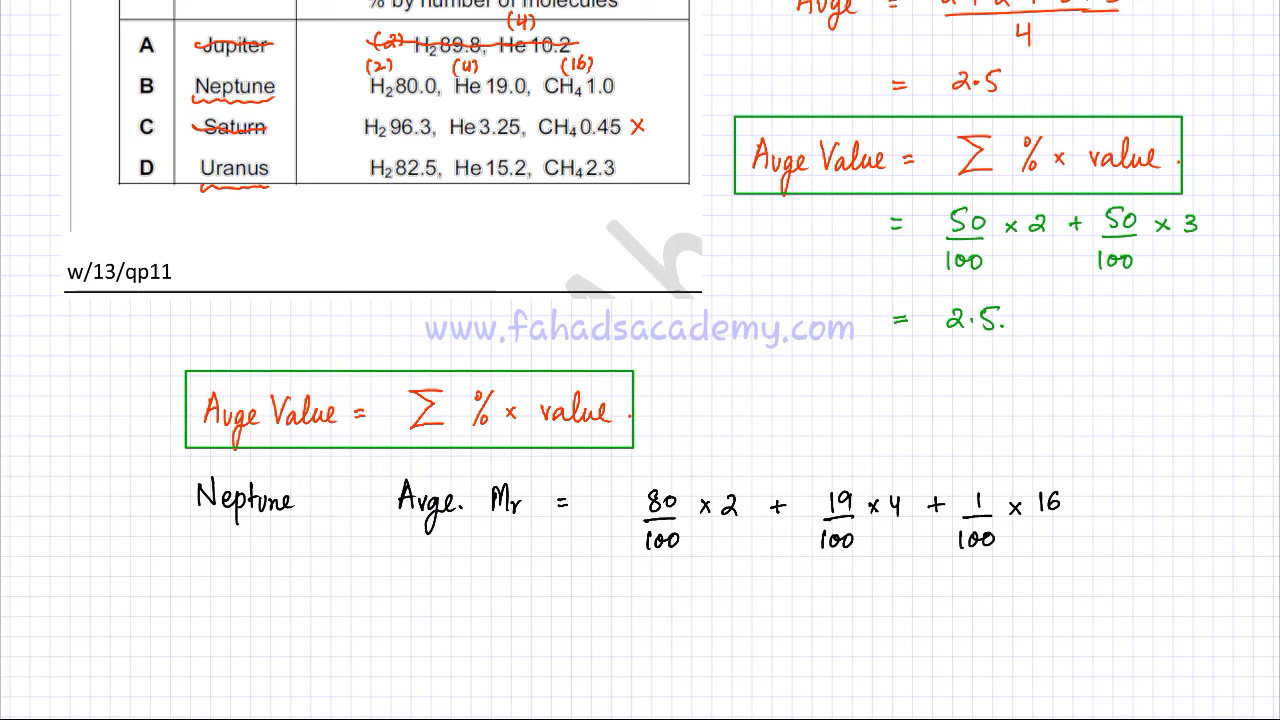 % by number of molecules
(4)
A Jupiter (2) H₂ 89.8, He 10.2
(2) (4) (16)
B Neptune H₂ 80.0, He 19.0, CH₄ 1.0
C Saturn H₂ 96.3, He 3.25, CH₄ 0.45 ×
D Uranus H₂ 82.5, He 15.2, CH₄ 2.3
w/13/qp11
Avge =
4
= 2.5
Avge Value = Σ % × value.
= 50/100 × 2 + 50/100 × 3
= 2.5.
www.fahadsacademy.com
Avge Value = Σ % × value.
Neptune Avge. Mr = 80/100 × 2 + 19/100 × 4 + 1/100 × 16